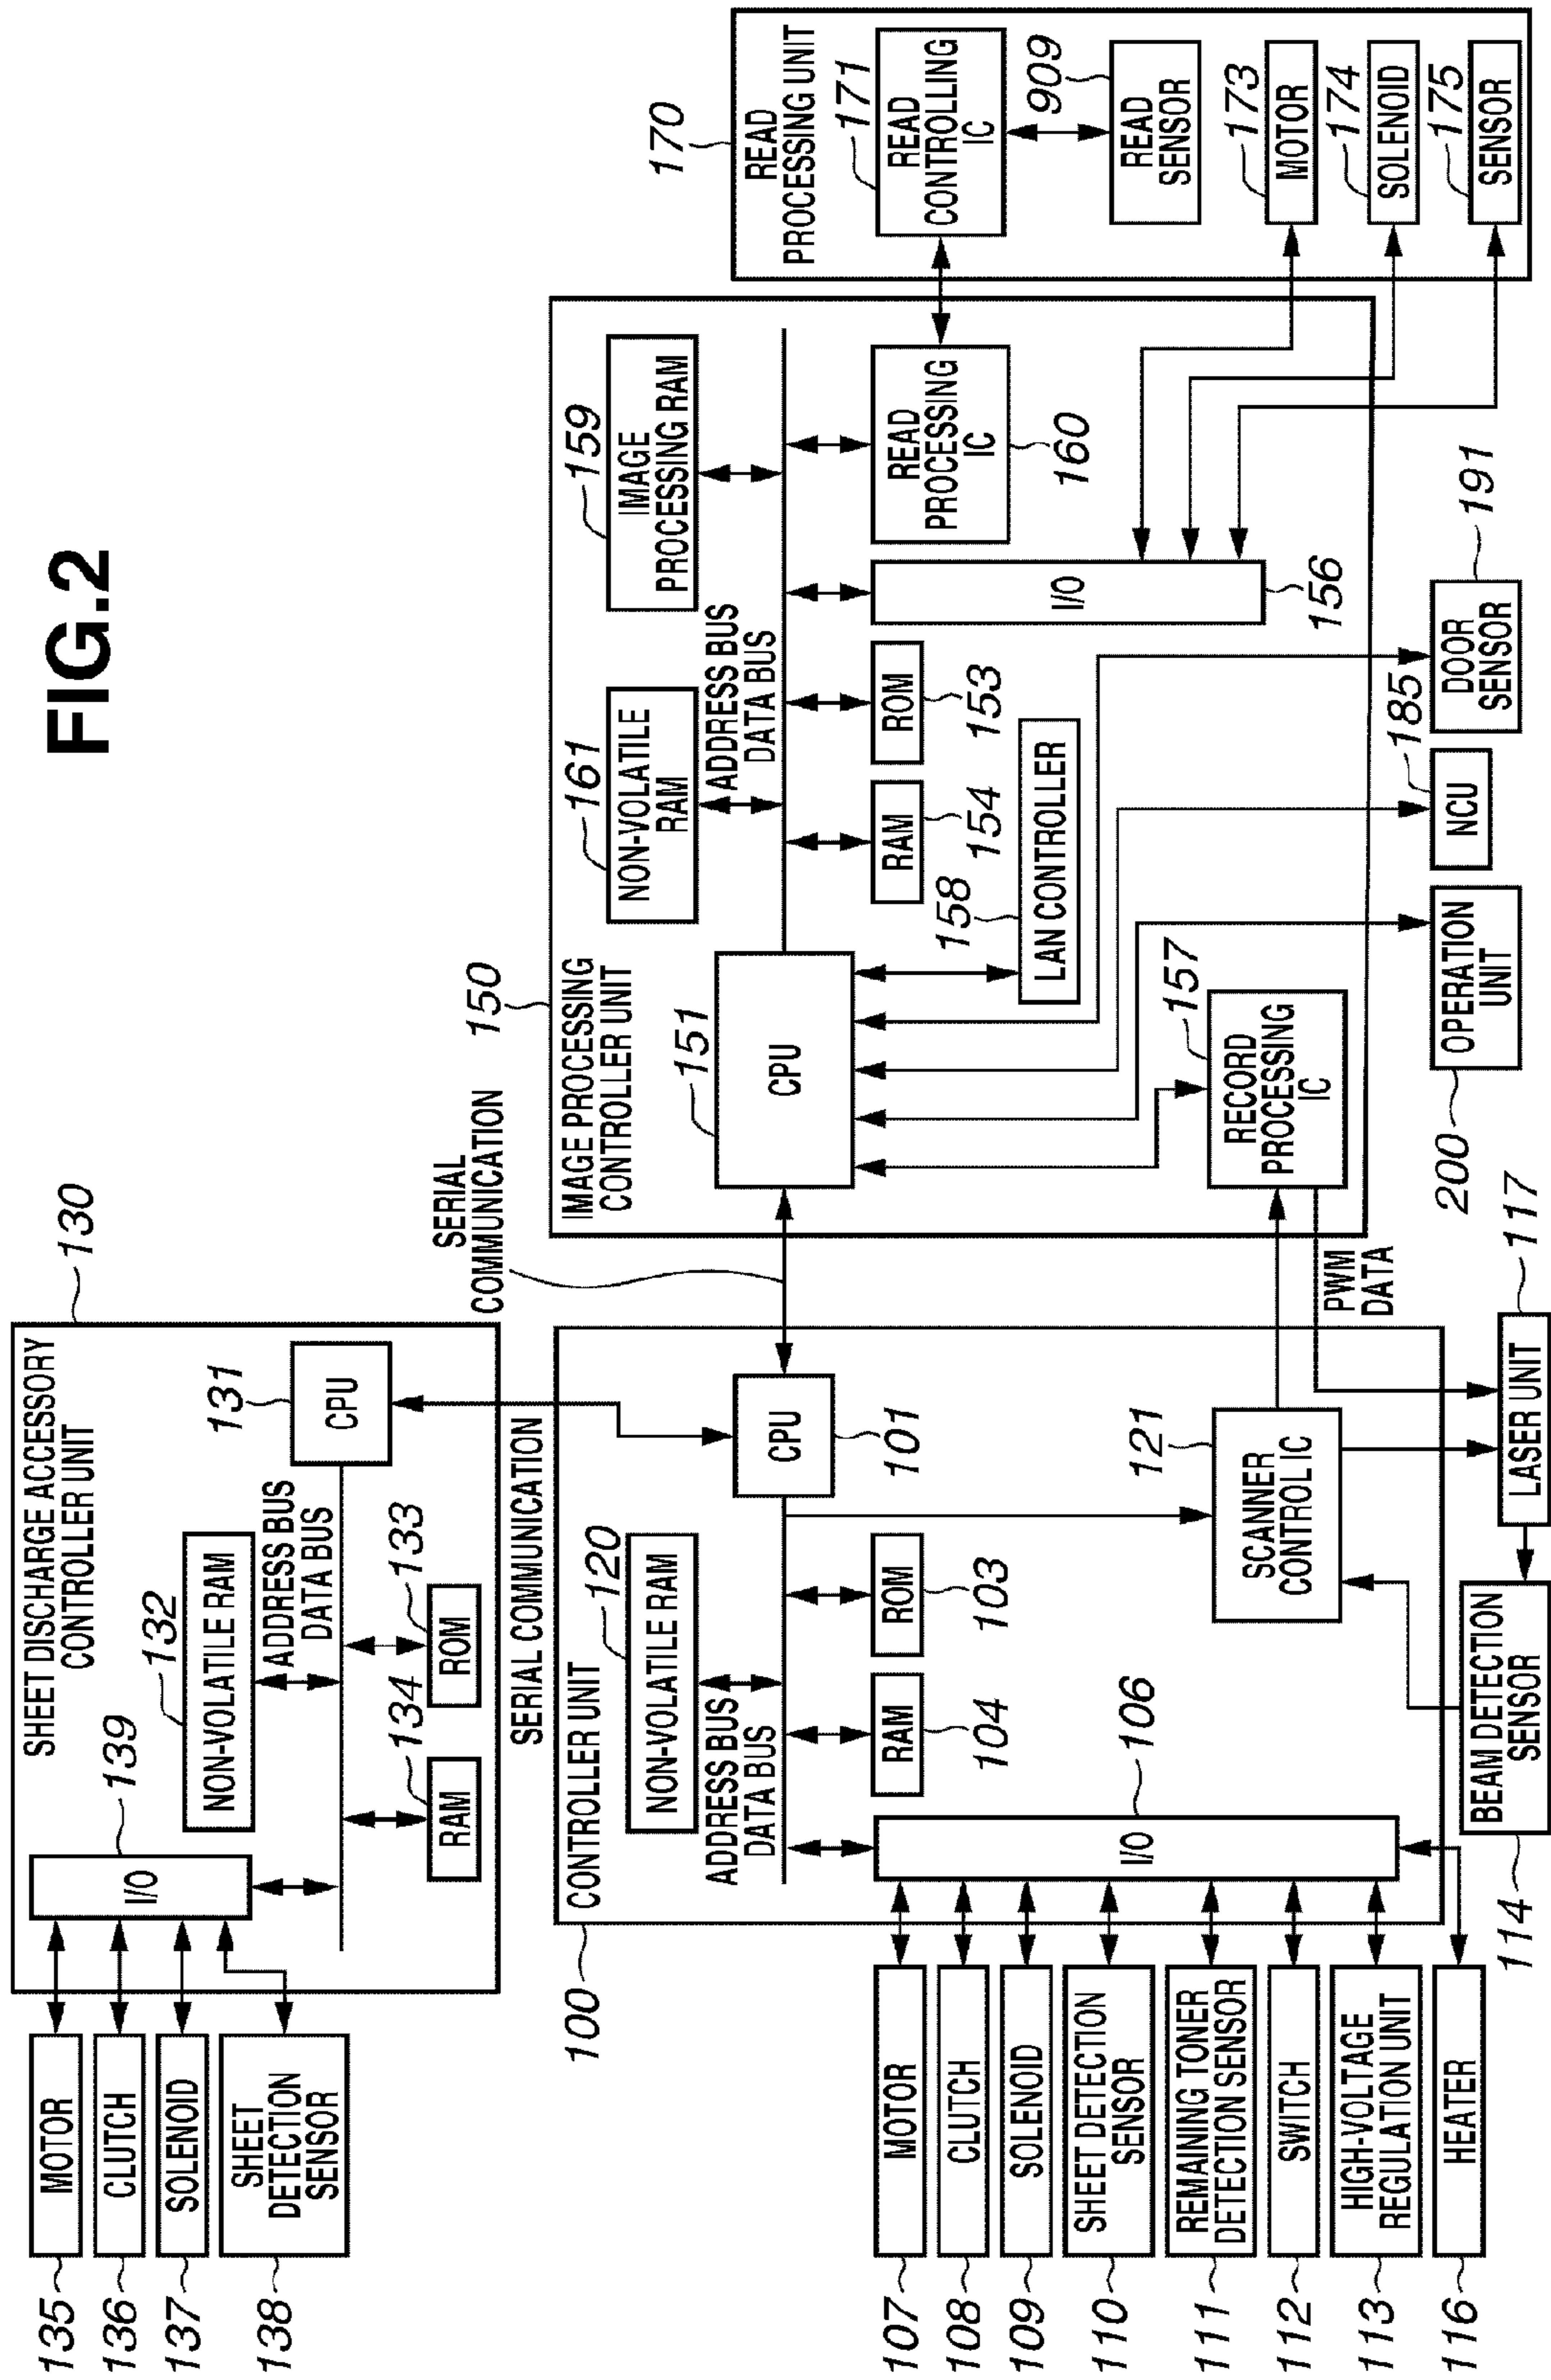 FIG.2
130
SHEET DISCHARGE ACCESSORY
CONTROLLER UNIT
139
I/O
132
NON-VOLATILE RAM
ADDRESS BUS
DATA BUS
131
CPU
134
RAM
133
ROM
135
MOTOR
136
CLUTCH
137
SOLENOID
138
SHEET
DETECTION
SENSOR
SERIAL COMMUNICATION
SERIAL
COMMUNICATION
100
CONTROLLER UNIT
120
NON-VOLATILE RAM
ADDRESS BUS
DATA BUS
CPU
101
RAM
104
ROM
103
106
I/O
121
SCANNER
CONTROL IC
107
MOTOR
108
CLUTCH
109
SOLENOID
110
SHEET DETECTION
SENSOR
111
REMAINING TONER
DETECTION SENSOR
112
SWITCH
113
HIGH-VOLTAGE
REGULATION UNIT
116
HEATER
114
BEAM DETECTION
SENSOR
117
LASER UNIT
PWM
DATA
150
IMAGE PROCESSING
CONTROLLER UNIT
151
CPU
161
NON-VOLATILE
RAM
ADDRESS BUS
DATA BUS
159
IMAGE
PROCESSING RAM
RAM
154
ROM
153
I/O
156
READ
PROCESSING
IC
160
158
LAN CONTROLLER
157
RECORD
PROCESSING
IC
200
OPERATION
UNIT
185
NCU
191
DOOR
SENSOR
170
READ
PROCESSING UNIT
171
READ
CONTROLLING
IC
909
READ
SENSOR
173
MOTOR
174
SOLENOID
175
SENSOR